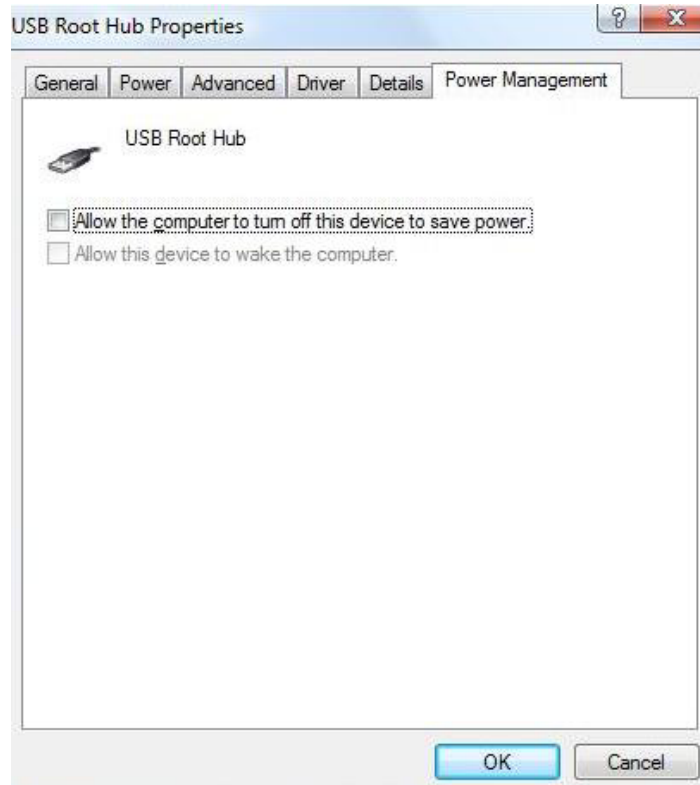 USB Root Hub Properties
General Power Advanced Driver Details Power Management
USB Root Hub
Allow the computer to turn off this device to save power.
Allow this device to wake the computer.
OK Cancel